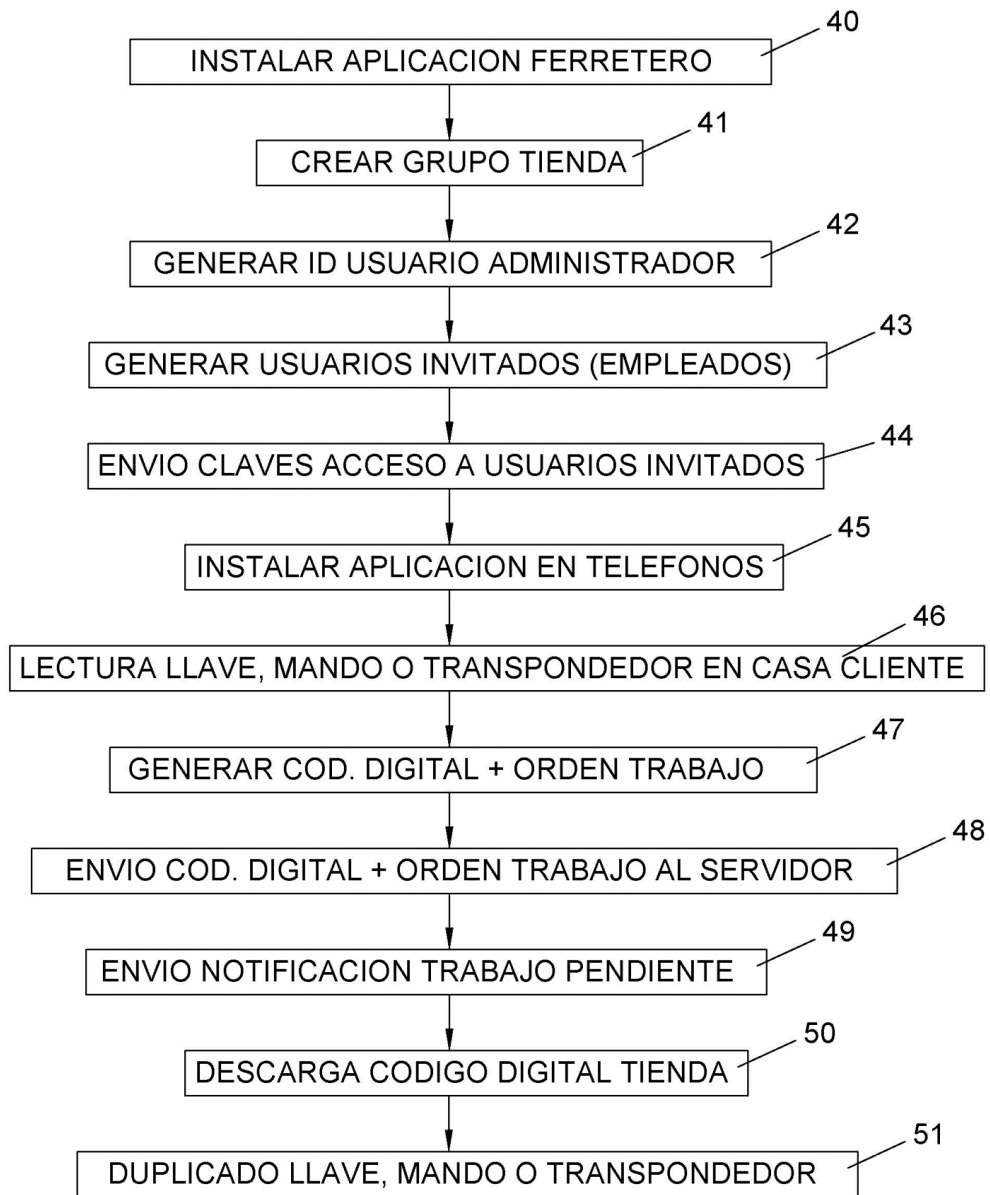 40
INSTALAR APLICACION FERRETERO
41
CREAR GRUPO TIENDA
42
GENERAR ID USUARIO ADMINISTRADOR
43
GENERAR USUARIOS INVITADOS (EMPLEADOS)
44
ENVIO CLAVES ACCESO A USUARIOS INVITADOS
45
INSTALAR APLICACION EN TELEFONOS
46
LECTURA LLAVE, MANDO O TRANSPONDEDOR EN CASA CLIENTE
47
GENERAR COD. DIGITAL + ORDEN TRABAJO
48
ENVIO COD. DIGITAL + ORDEN TRABAJO AL SERVIDOR
49
ENVIO NOTIFICACION TRABAJO PENDIENTE
50
DESCARGA CODIGO DIGITAL TIENDA
51
DUPLICADO LLAVE, MANDO O TRANSPONDEDOR